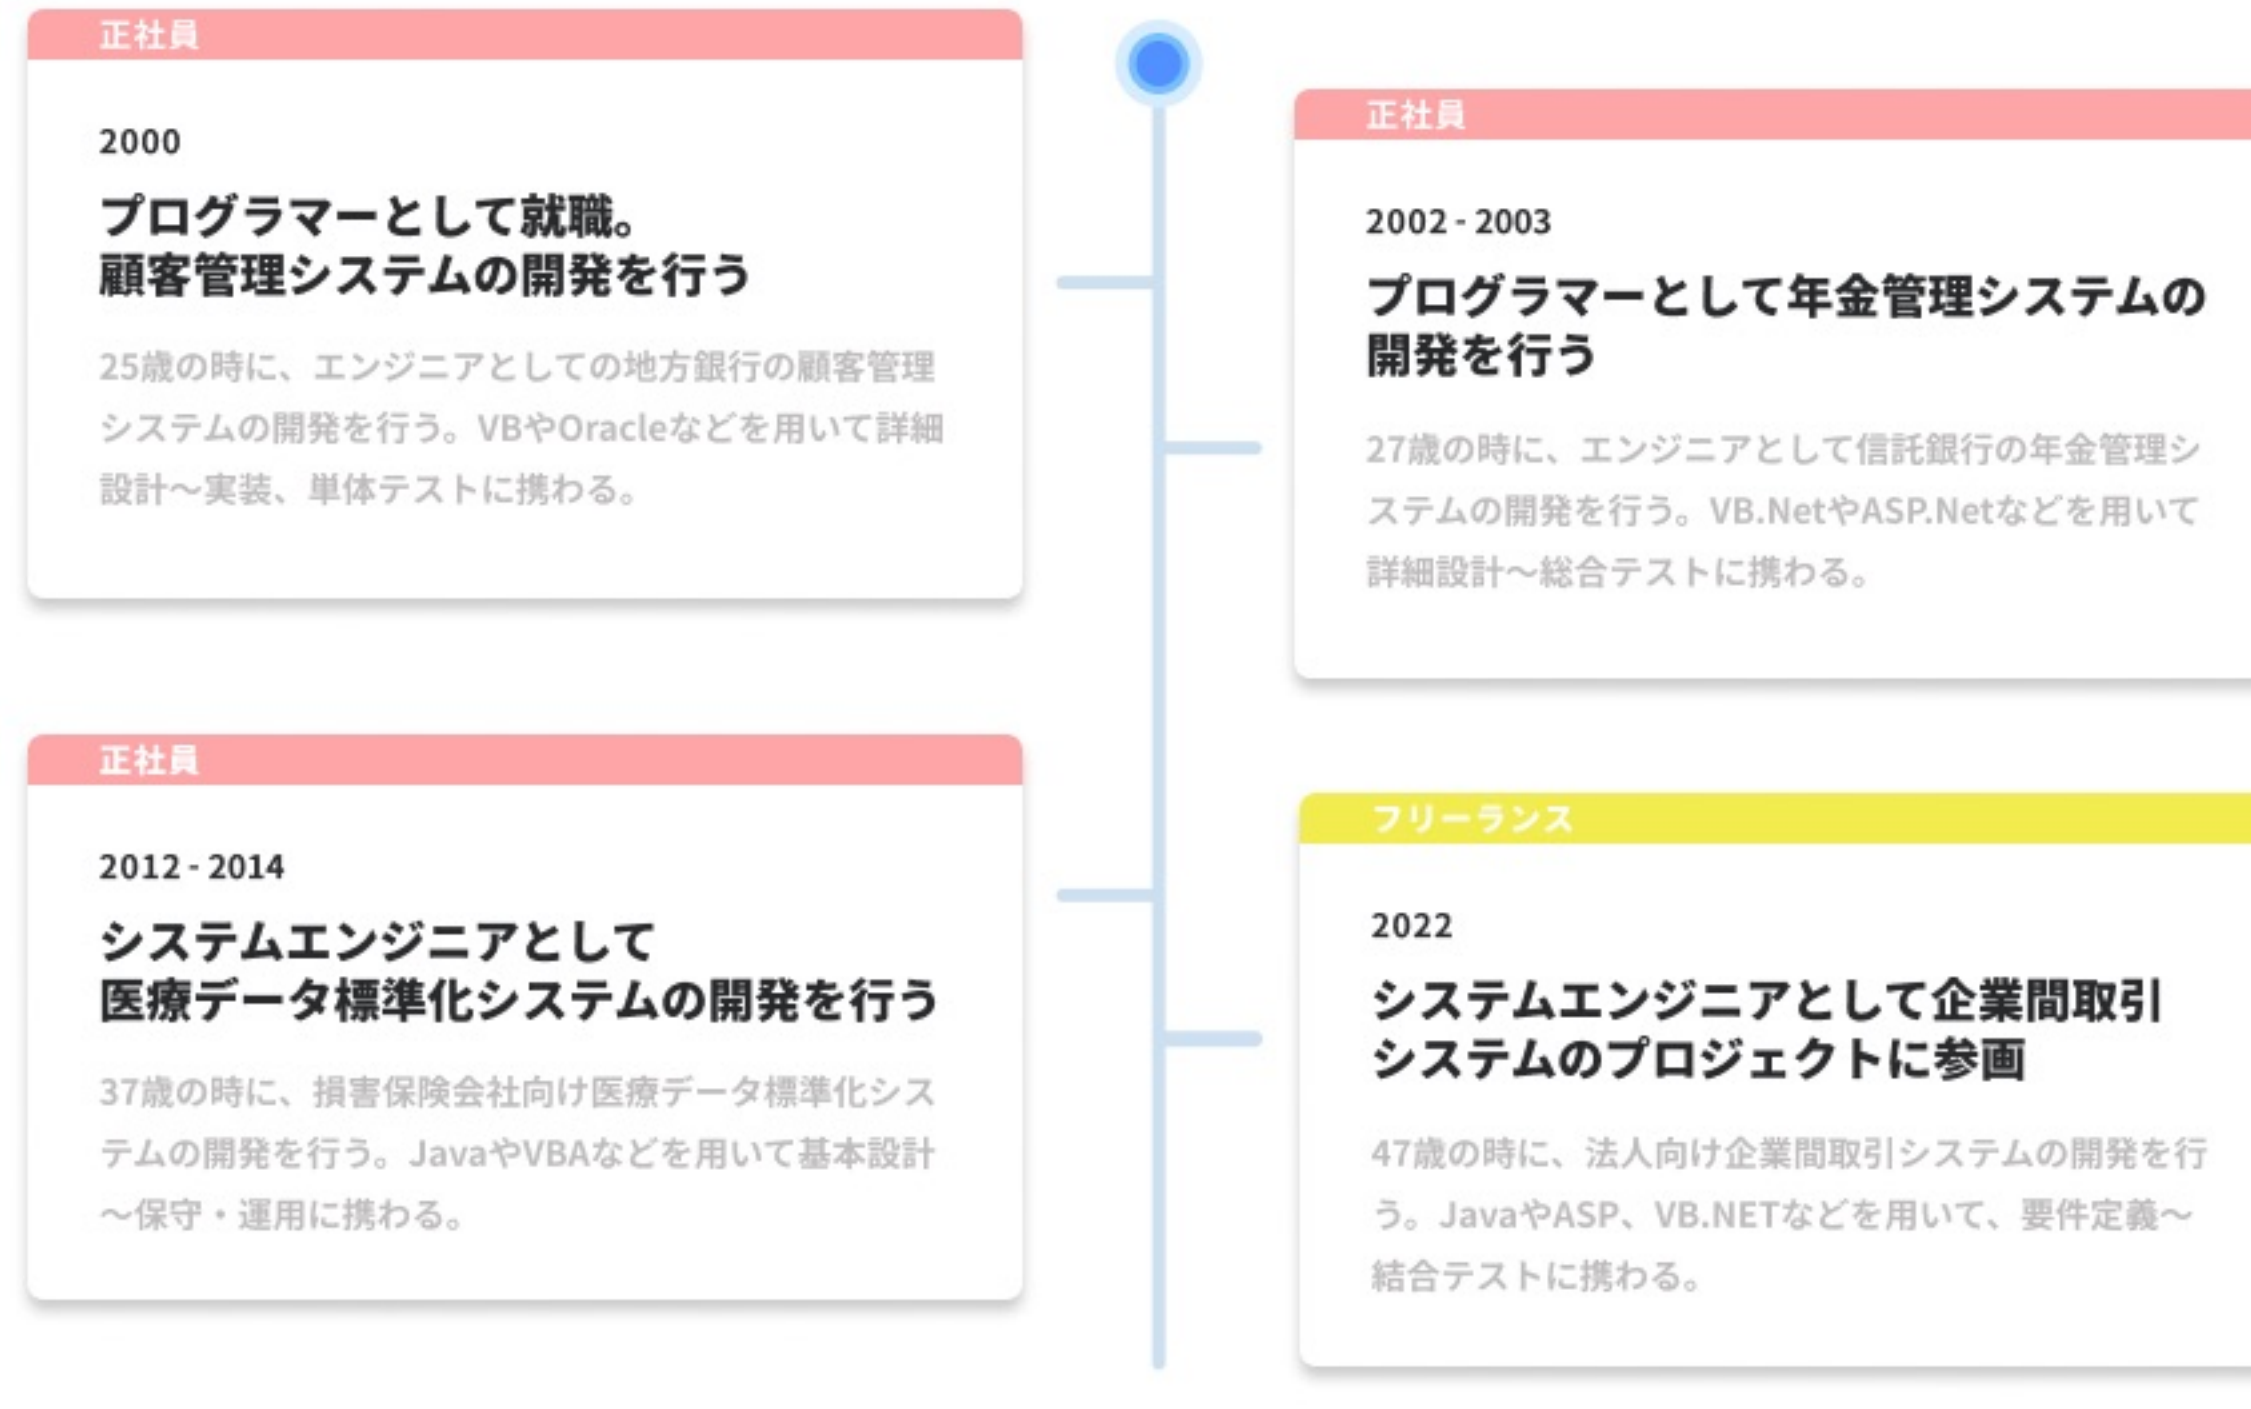 正社員
2000
プログラマーとして就職。
顧客管理システムの開発を行う
25歳の時に、エンジニアとしての地方銀行の顧客管理
システムの開発を行う。VBやOracleなどを用いて詳細
設計〜実装、単体テストに携わる。
正社員
2002 - 2003
プログラマーとして年金管理システムの
開発を行う
27歳の時に、エンジニアとして信託銀行の年金管理シ
ステムの開発を行う。VB.NetやASP.Netなどを用いて
詳細設計〜総合テストに携わる。
正社員
2012 - 2014
システムエンジニアとして
医療データ標準化システムの開発を行う
37歳の時に、損害保険会社向け医療データ標準化シス
テムの開発を行う。JavaやVBAなどを用いて基本設計
〜保守・運用に携わる。
フリーランス
2022
システムエンジニアとして企業間取引
システムのプロジェクトに参画
47歳の時に、法人向け企業間取引システムの開発を行
う。JavaやASP、VB.NETなどを用いて、要件定義〜
結合テストに携わる。